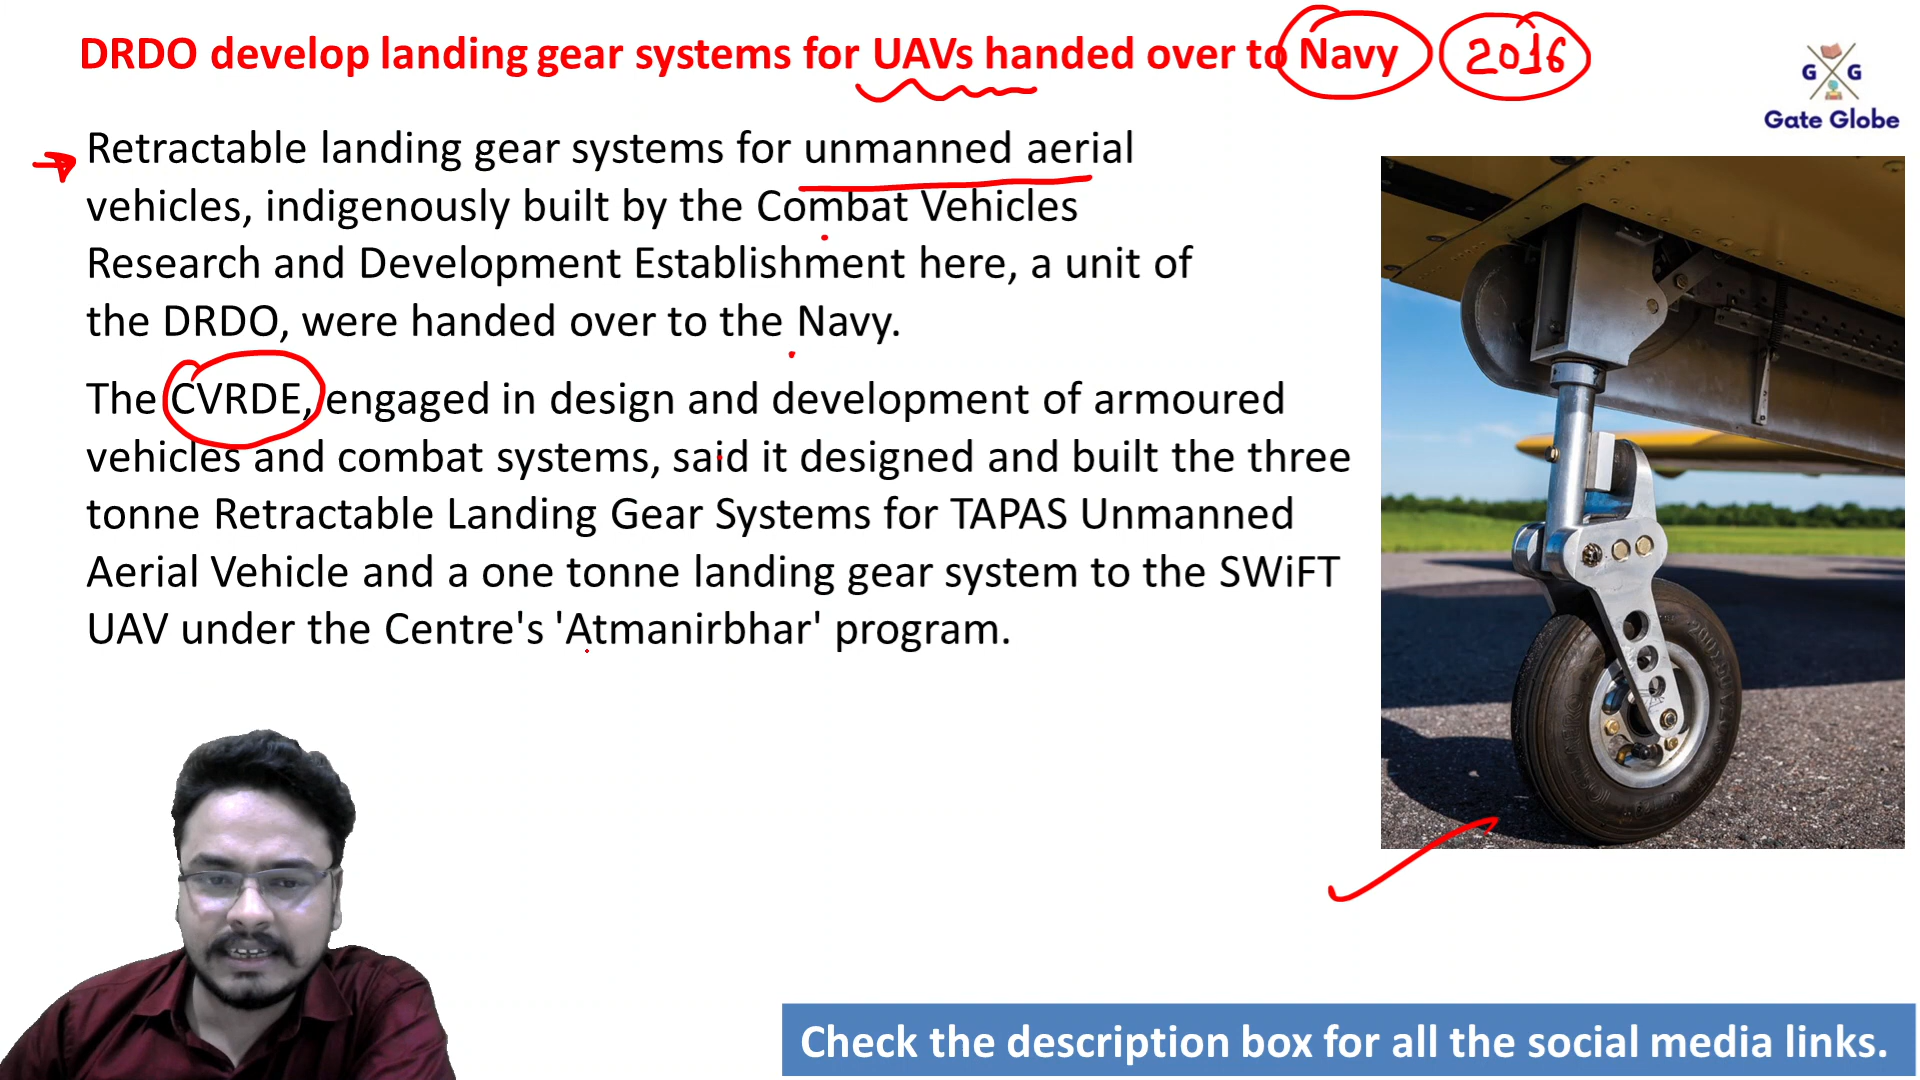 DRDO develop landing gear systems for UAVs handed over to Navy 2016
G G
Gate Globe
Retractable landing gear systems for unmanned aerial
vehicles, indigenously built by the Combat Vehicles
Research and Development Establishment here, a unit of
the DRDO, were handed over to the Navy.
The CVRDE, engaged in design and development of armoured
vehicles and combat systems, said it designed and built the three
tonne Retractable Landing Gear Systems for TAPAS Unmanned
Aerial Vehicle and a one tonne landing gear system to the SWiFT
UAV under the Centre's 'Atmanirbhar' program.
Check the description box for all the social media links.